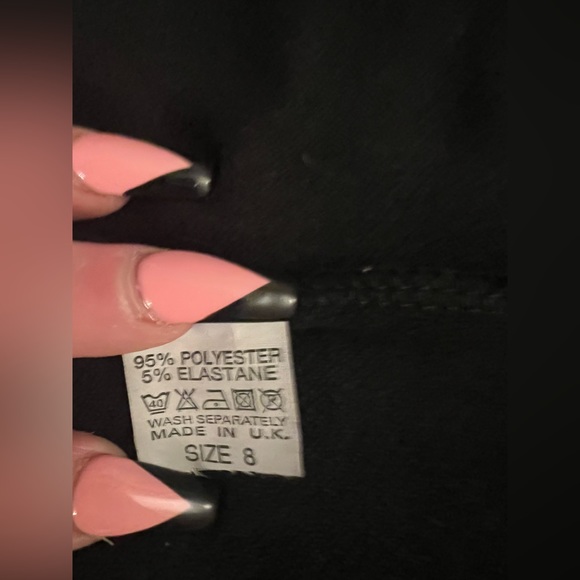 95% POLYESTER
5% ELASTANE
40
WASH SEPARATELY
MADE IN U.K.
SIZE 8